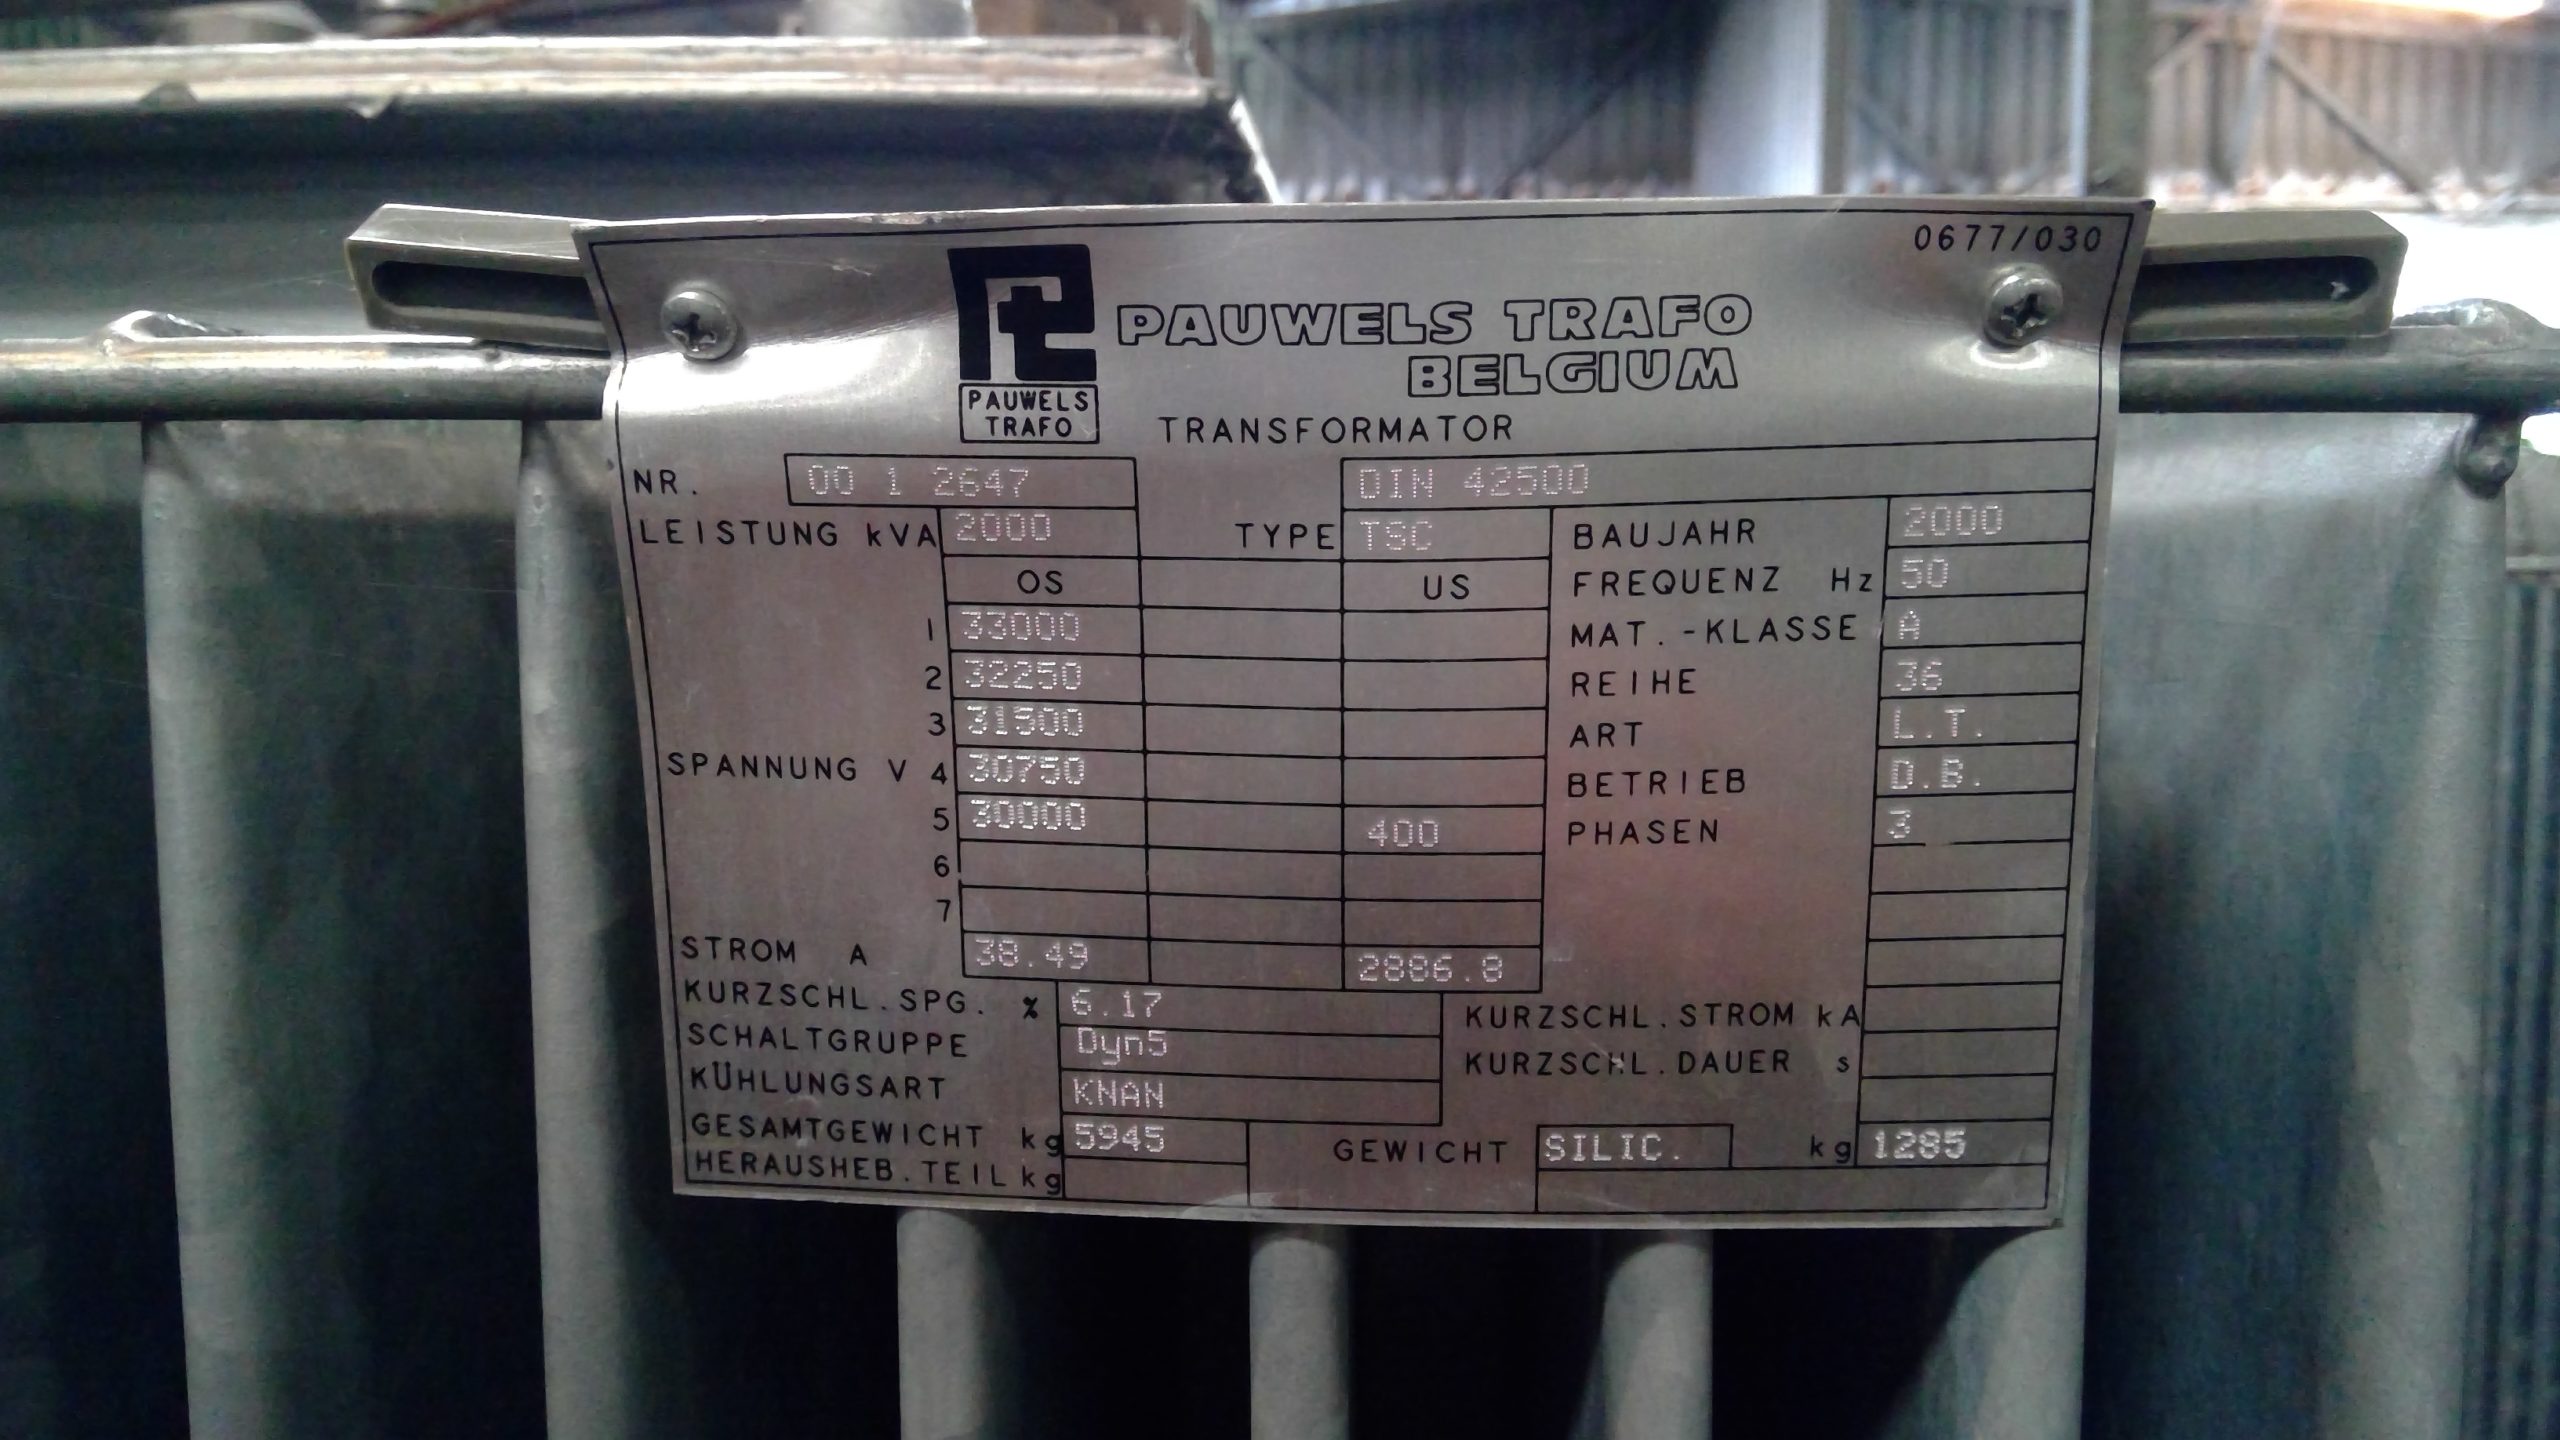 0677/030
PAUWELS TRAFO
BELGIUM
PAUWELS
TRAFO
TRANSFORMATOR
NR. 00 1 2647 DIN 42500
LEISTUNG kVA 2000 TYPE TSC BAUJAHR 2000
OS US FREQUENZ Hz 50
1 33000 MAT.-KLASSE A
2 32250 REIHE 36
3 31500 ART L.T.
SPANNUNG V 4 30750 BETRIEB D.B.
5 30000 400 PHASEN 3
6
7
STROM A 38.49 2886.8
KURZSCHL.SPG. % 6.17 KURZSCHL.STROM kA
SCHALTGRUPPE Dyn5 KURZSCHL.DAUER s
KÜHLUNGSART KNAN
GESAMTGEWICHT kg 5945 GEWICHT SILIC. kg 1285
HERAUSHEB.TEIL kg